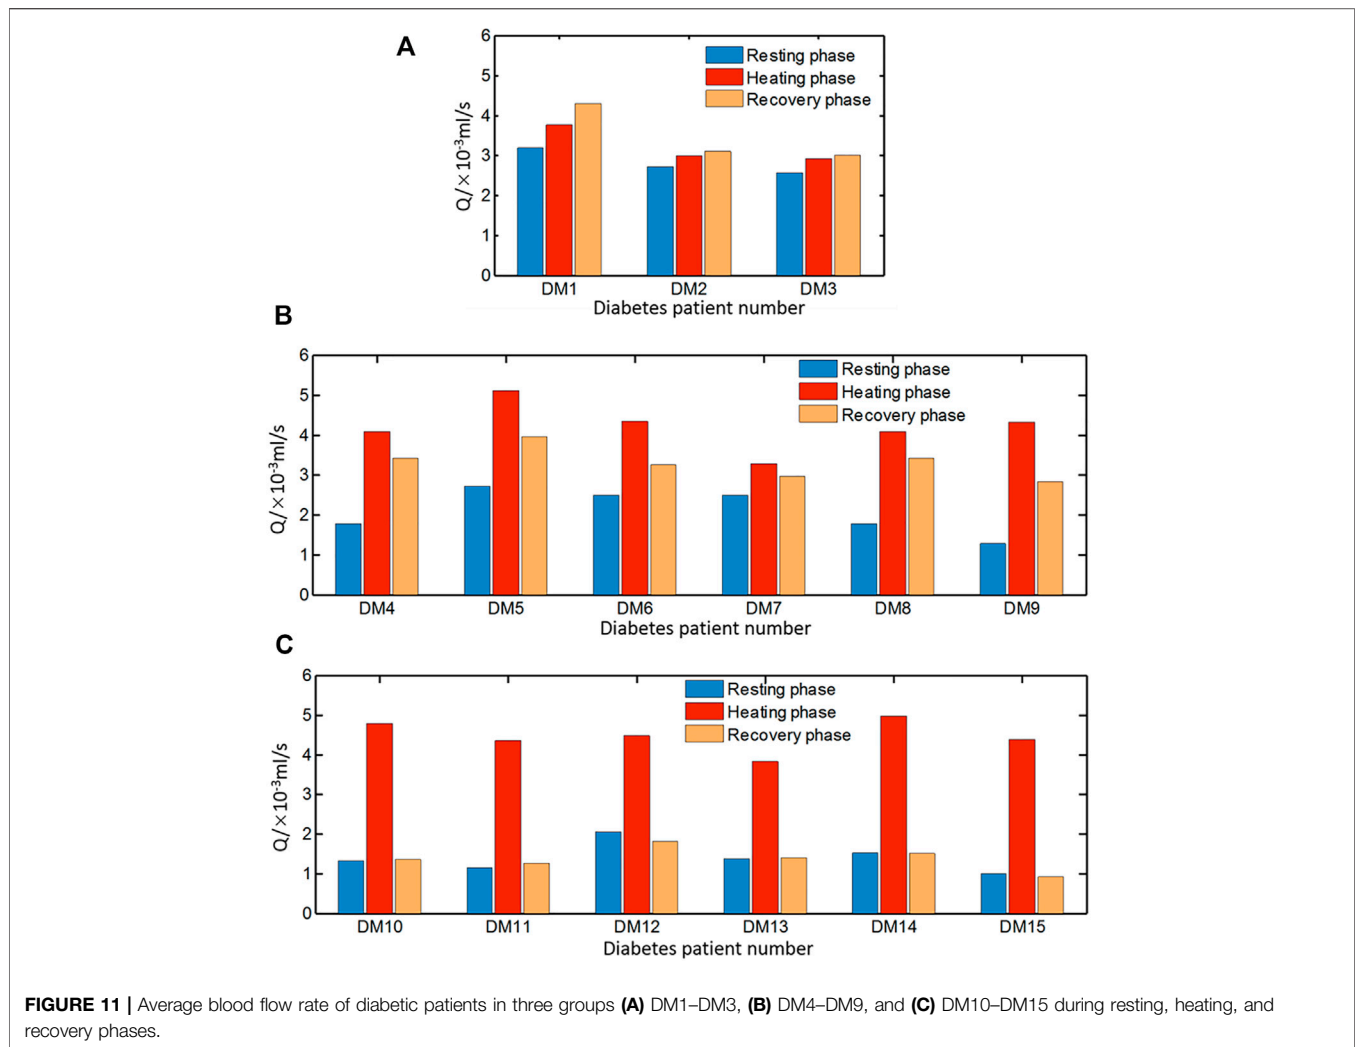 A
6
5
4
3
2
1
0
Q/×10-3ml/s
Resting phase
Heating phase
Recovery phase
DM1 DM2 DM3
Diabetes patient number
B
6
5
4
3
2
1
0
Q/×10-3ml/s
Resting phase
Heating phase
Recovery phase
DM4 DM5 DM6 DM7 DM8 DM9
Diabetes patient number
C
6
5
4
3
2
1
0
Q/×10-3ml/s
Resting phase
Heating phase
Recovery phase
DM10 DM11 DM12 DM13 DM14 DM15
Diabetes patient number
FIGURE 11 | Average blood flow rate of diabetic patients in three groups (A) DM1–DM3, (B) DM4–DM9, and (C) DM10–DM15 during resting, heating, and
recovery phases.